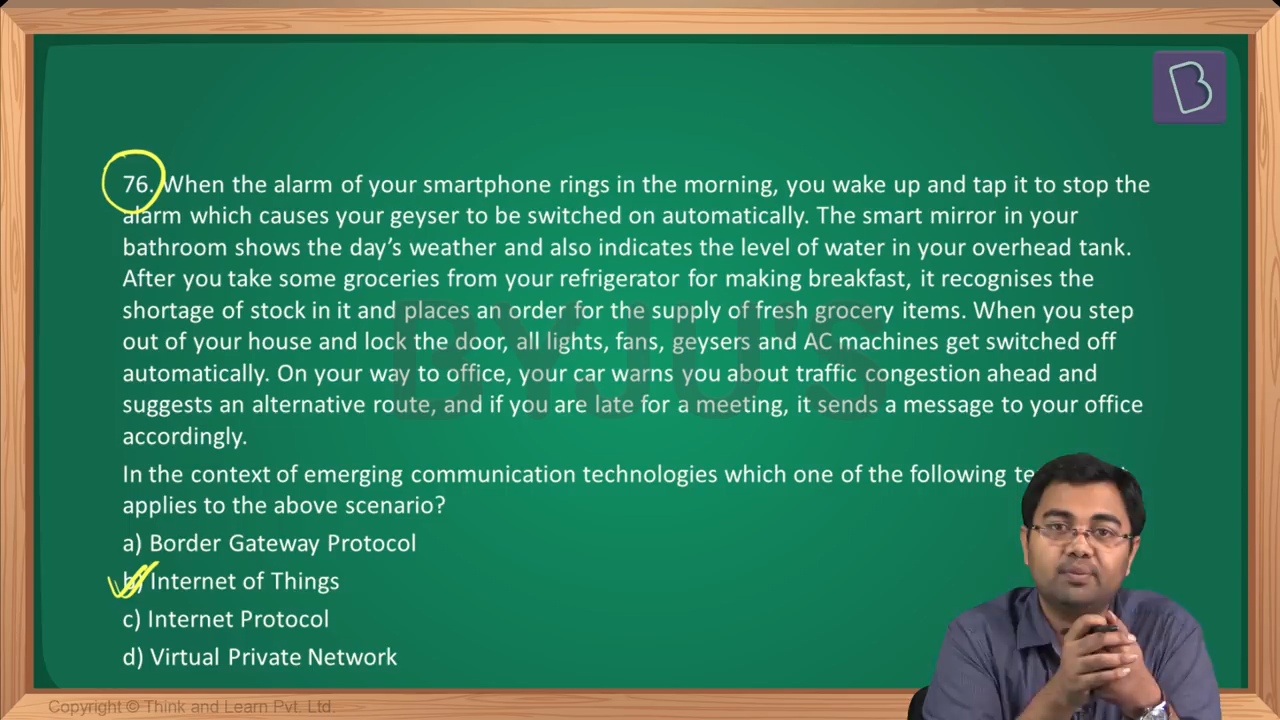 B
76. When the alarm of your smartphone rings in the morning, you wake up and tap it to stop the
alarm which causes your geyser to be switched on automatically. The smart mirror in your
bathroom shows the day's weather and also indicates the level of water in your overhead tank.
After you take some groceries from your refrigerator for making breakfast, it recognises the
shortage of stock in it and places an order for the supply of fresh grocery items. When you step
out of your house and lock the door, all lights, fans, geysers and AC machines get switched off
automatically. On your way to office, your car warns you about traffic congestion ahead and
suggests an alternative route, and if you are late for a meeting, it sends a message to your office
accordingly.
In the context of emerging communication technologies which one of the following
applies to the above scenario?
a) Border Gateway Protocol
b) Internet of Things
c) Internet Protocol
d) Virtual Private Network
BYJU'S
Copyright © Think and Learn Pvt. Ltd.